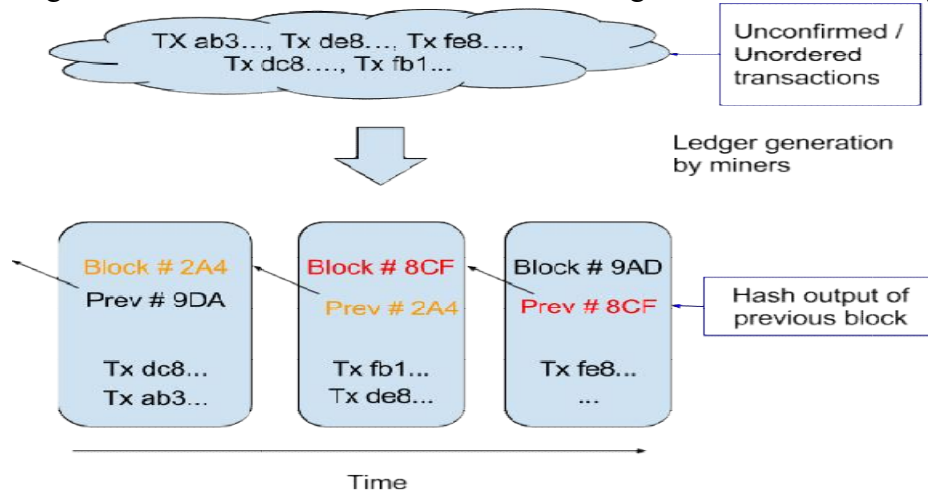 TX ab3..., Tx de8..., Tx fe8....,
Tx dc8...., Tx fb1...
Unconfirmed /
Unordered
transactions
Ledger generation
by miners
Block # 2A4
Prev # 9DA
Tx dc8...
Tx ab3...
Block # 8CF
Prev # 2A4
Tx fb1...
Tx de8...
Block # 9AD
Prev # 8CF
Tx fe8...
...
Hash output of
previous block
Time